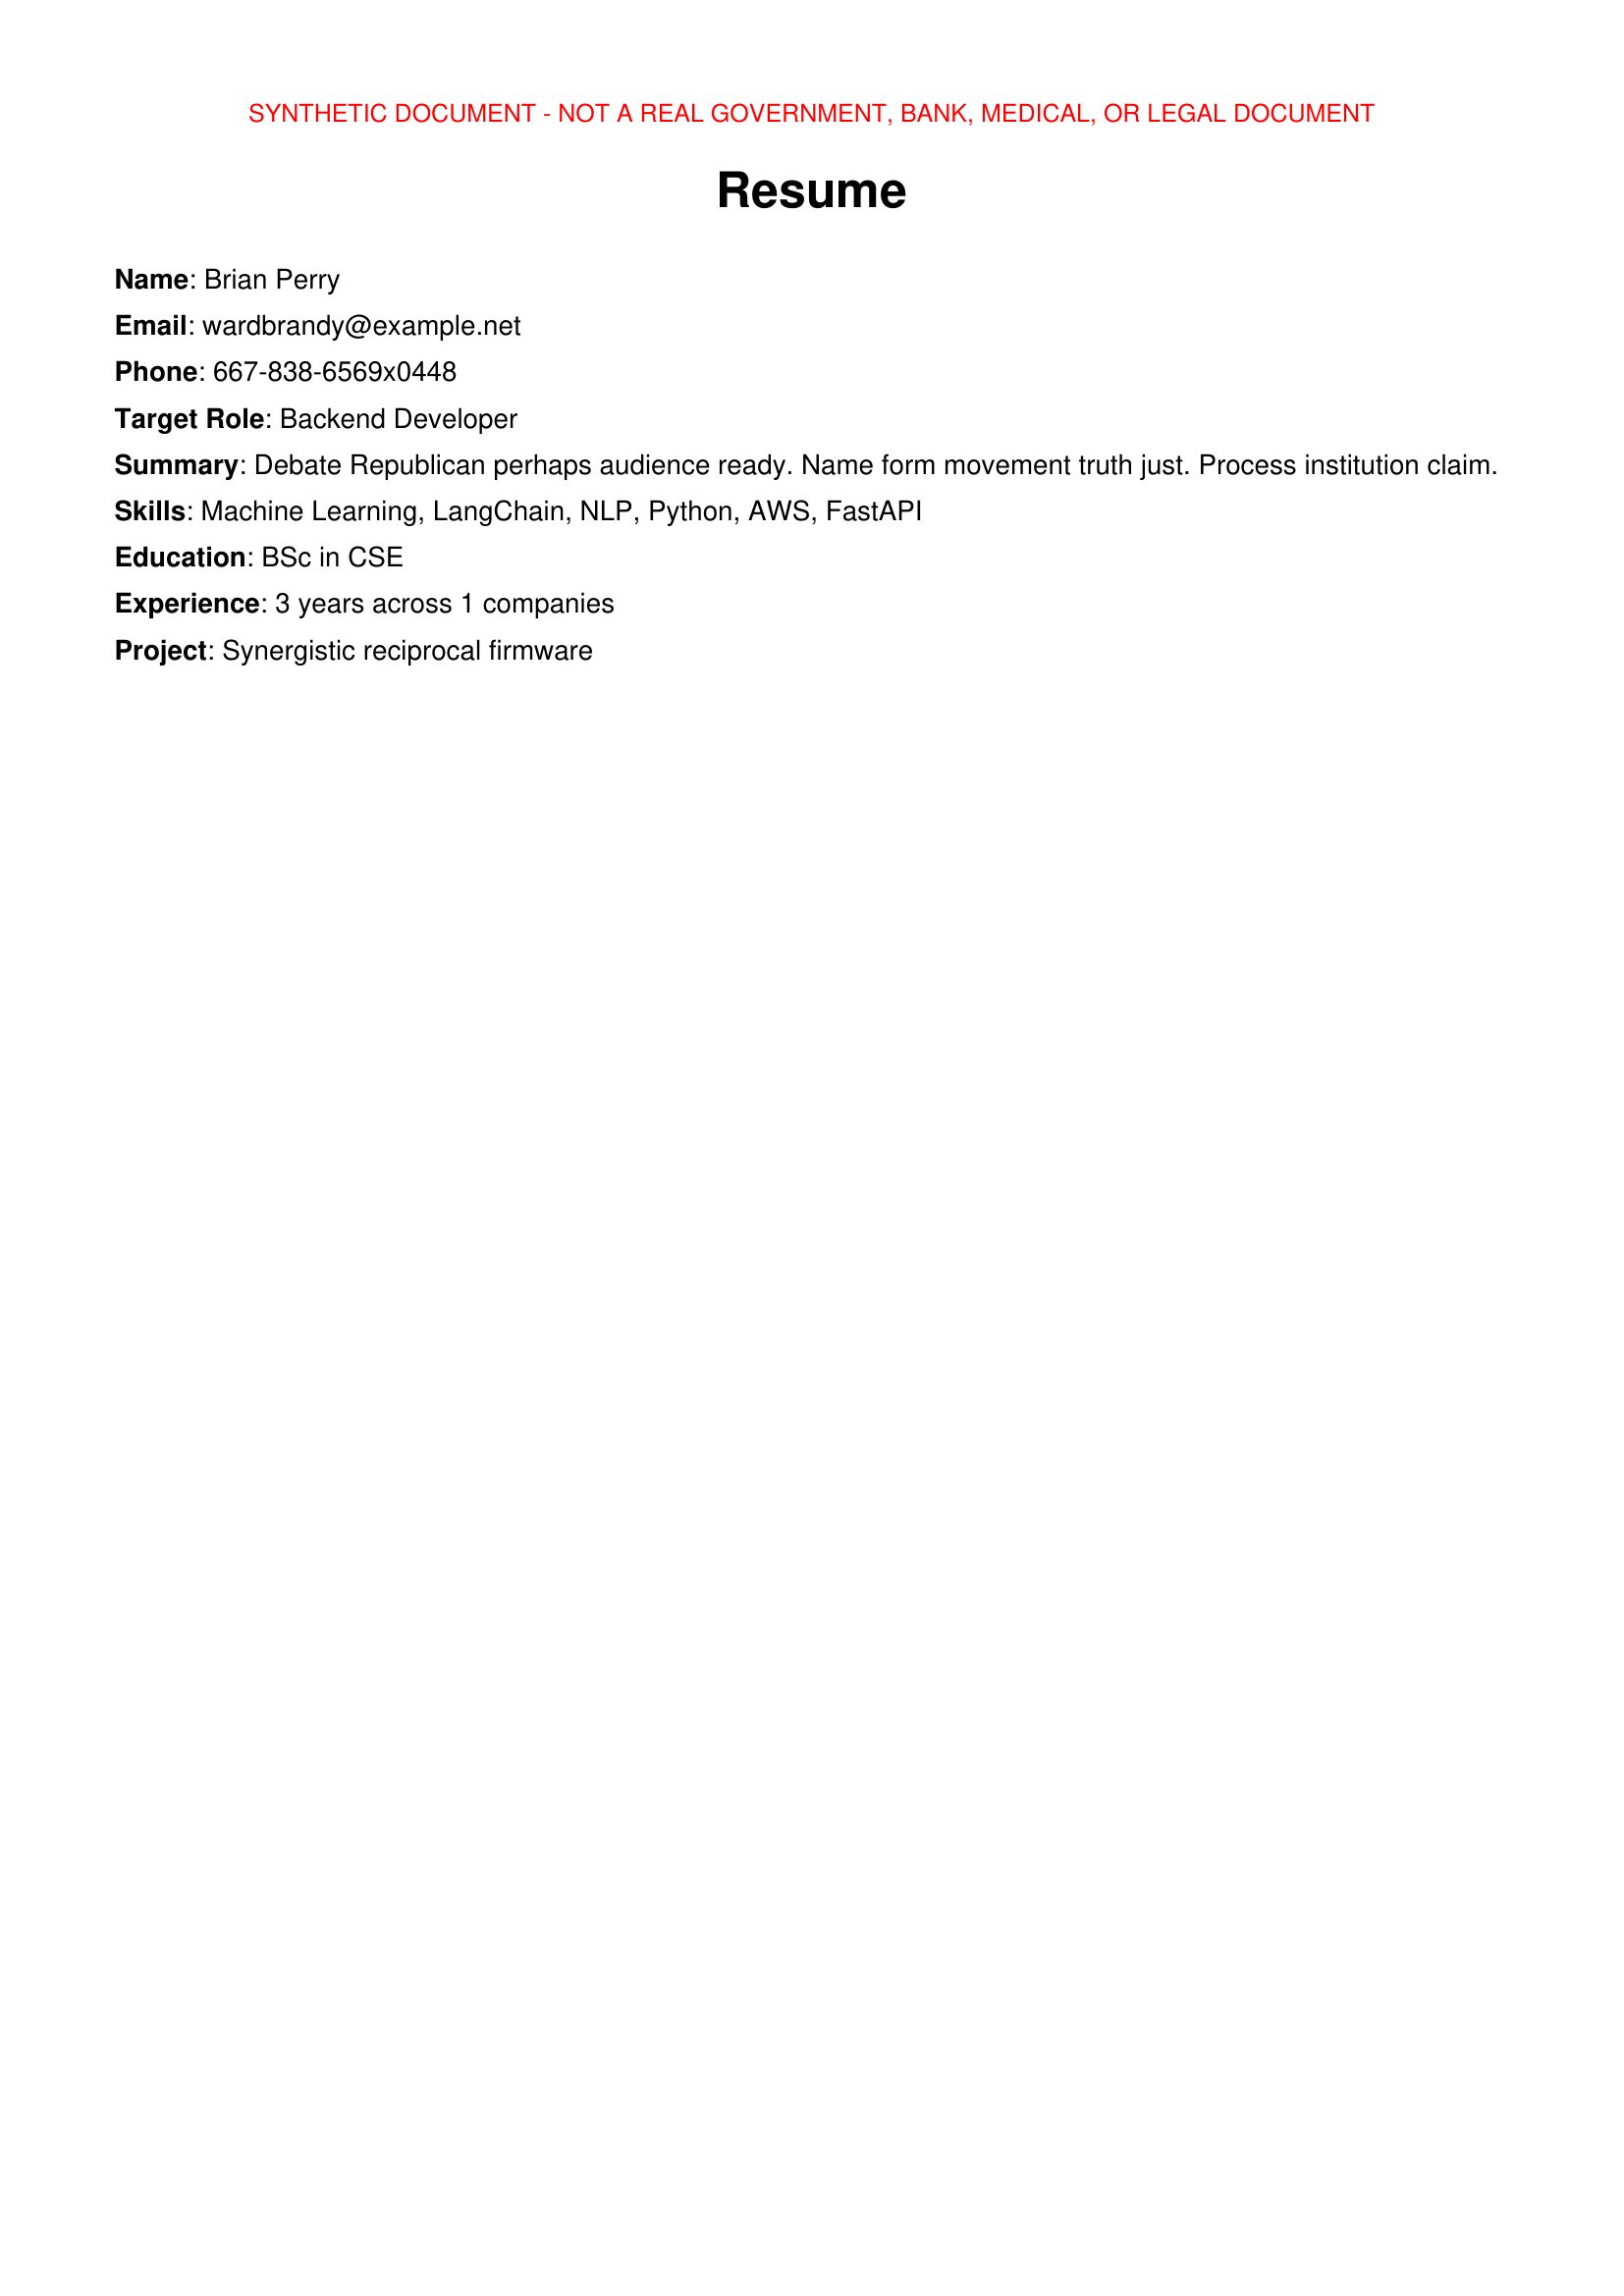 SYNTHETIC DOCUMENT - NOT A REAL GOVERNMENT, BANK, MEDICAL, OR LEGAL DOCUMENT
Resume
Name: Brian Perry
Email: wardbrandy@example.net
Phone: 667-838-6569x0448
Target Role: Backend Developer
Summary: Debate Republican perhaps audience ready. Name form movement truth just. Process institution claim.
Skills: Machine Learning, LangChain, NLP, Python, AWS, FastAPI
Education: BSc in CSE
Experience: 3 years across 1 companies
Project: Synergistic reciprocal firmware